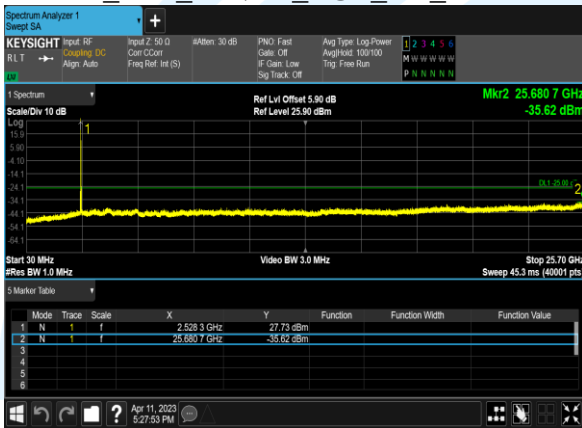 Spectrum Analyzer 1
Swept SA
+
KEYSIGHT Input: RF Input Z: 50 Ω #Atten: 30 dB PNO: Fast Avg Type: Log-Power 1 2 3 4 5 6
RLT Coupling: DC Corr CCorr Gate: Off Avg|Hold: 100/100 M W W W W W
Align: Auto Freq Ref: Int (S) IF Gain: Low Trig: Free Run
Sig Track: Off P N N N N N
1 Spectrum Ref Lvl Offset 5.90 dB Mkr2 25.680 7 GHz
Scale/Div 10 dB Ref Level 25.90 dBm -35.62 dBm
Log
1
15.9
5.90
-4.10
-14.1
DL1 -25.00
-24.1 2
-34.1
-44.1
-54.1
-64.1
Start 30 MHz Video BW 3.0 MHz Stop 25.70 GHz
#Res BW 1.0 MHz Sweep 45.3 ms (40001 pts)
5 Marker Table
Mode Trace Scale X Y Function Function Width Function Value
1 N 1 f 2.528 3 GHz 27.73 dBm
2 N 1 f 25.680 7 GHz -35.62 dBm
3
4
5
6
? Apr 11, 2023
5:27:53 PM